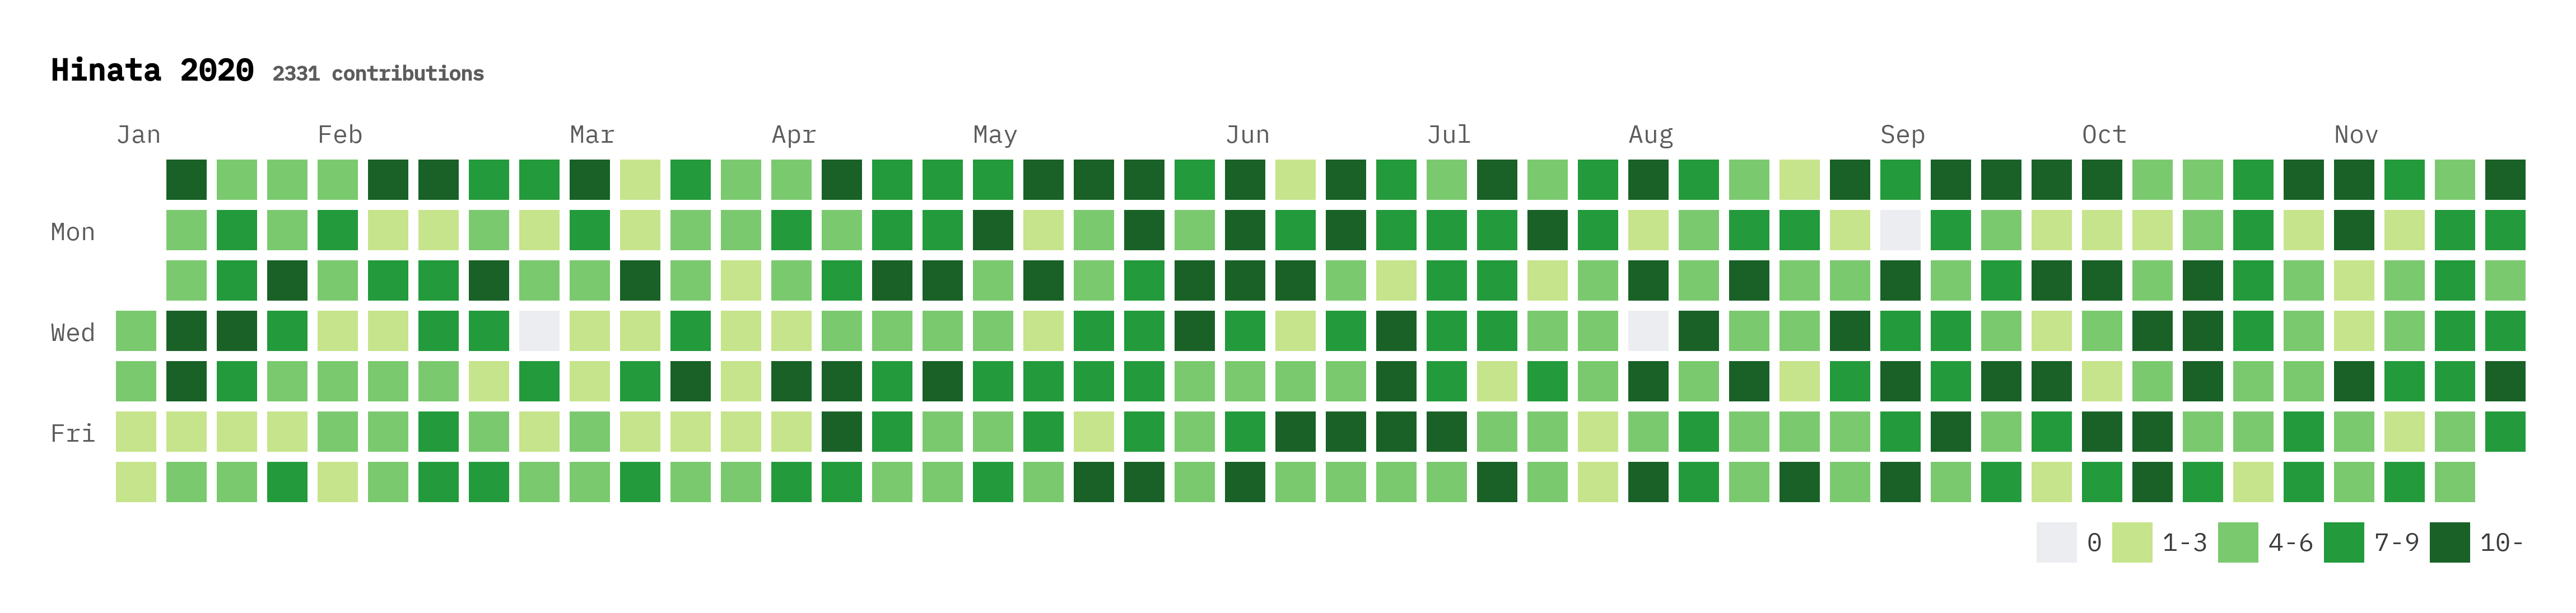 Hinata 2020 2331 contributions
Jan Feb Mar Apr May Jun Jul Aug Sep Oct Nov
Mon
Wed
Fri
0 1-3 4-6 7-9 10-